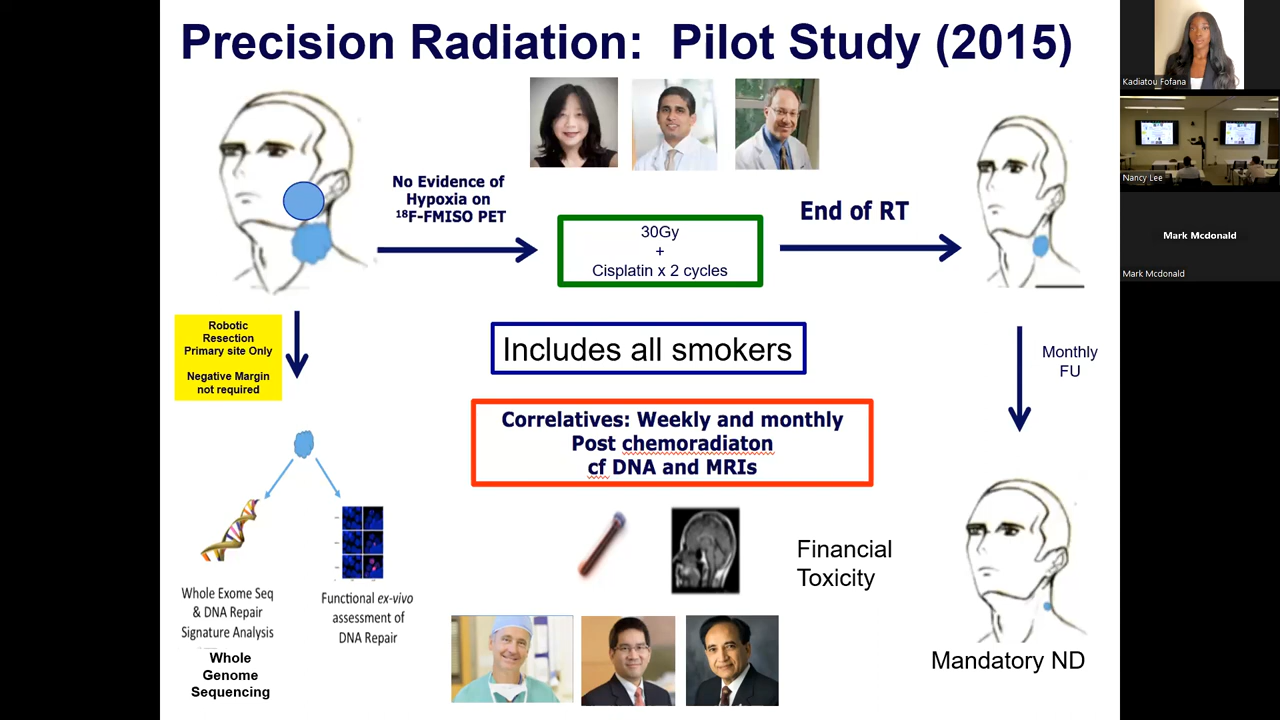 Precision Radiation: Pilot Study (2015)
No Evidence of
Hypoxia on
¹⁸F-FMISO PET
30Gy
+
Cisplatin x 2 cycles
End of RT
Robotic
Resection
Primary site Only
Negative Margin
not required
Includes all smokers
Monthly
FU
Correlatives: Weekly and monthly
Post chemoradiaton
cf DNA and MRIs
Whole Exome Seq
& DNA Repair
Signature Analysis
Whole
Genome
Sequencing
Functional ex-vivo
assessment of
DNA Repair
Financial
Toxicity
Mandatory ND
Kadiatou Fofana
Nancy Lee
Mark Mcdonald
Mark Mcdonald